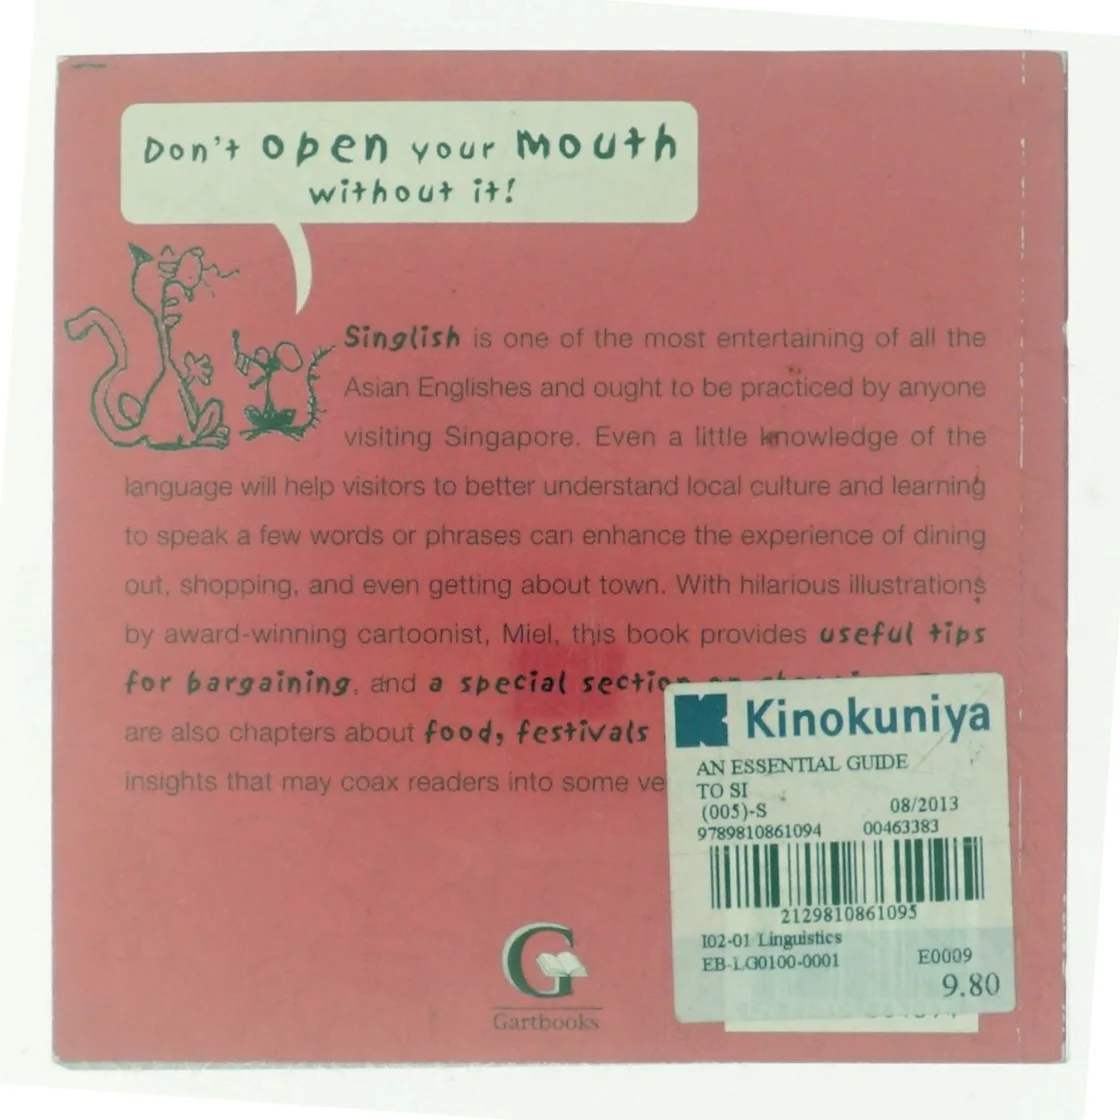 Don't open your mouth
without it!
Singlish is one of the most entertaining of all the
Asian Englishes and ought to be practiced by anyone
visiting Singapore. Even a little knowledge of the
language will help visitors to better understand local culture and learning
to speak a few words or phrases can enhance the experience of dining
out, shopping, and even getting about town. With hilarious illustrations
by award-winning cartoonist, Miel, this book provides useful tips
for bargaining, and a special section on
are also chapters about food, festivals
insights that may coax readers into some
Kinokuniya
AN ESSENTIAL GUIDE
TO SI
(005)-S 08/2013
9789810861094 00463383
2129810861095
I02-01 Linguistics
EB-LG0100-0001 E0009
9.80
G
Gartbooks